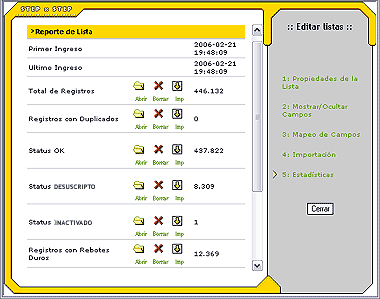 STEP x STEP
>Reporte de Lista
Primer Ingreso 2006-02-21
19:48:09
Ultimo Ingreso 2006-02-21
19:48:09
Total de Registros Abrir Borrar Imp 446.132
Registros con Duplicados Abrir Borrar Imp 0
Status OK Abrir Borrar Imp 437.822
Status DESUSCRIPTO Abrir Borrar Imp 8.309
Status INACTIVADO Abrir Borrar Imp 1
Registros con Rebotes
Duros Abrir Borrar Imp 12.369
:: Editar listas ::
1: Propiedades de la
Lista
2: Mostrar/Ocultar
Campos
3: Mapeo de Campos
4: Importación
5: Estadísticas
Cerrar